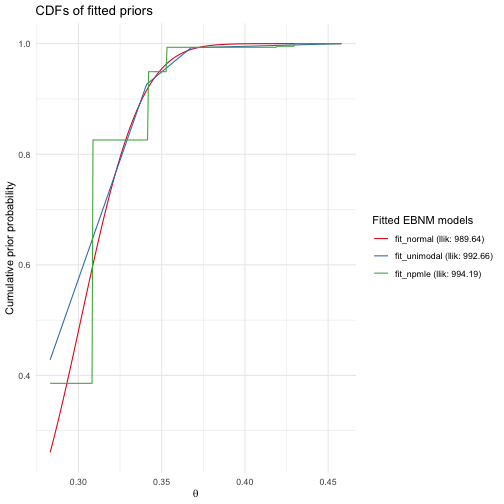 CDFs of fitted priors
Cumulative prior probability
1.0
0.8
0.6
0.4
0.30
0.35
0.40
0.45
θ
Fitted EBNM models
fit_normal (llik: 989.64)
fit_unimodal (llik: 992.66)
fit_npmle (llik: 994.19)